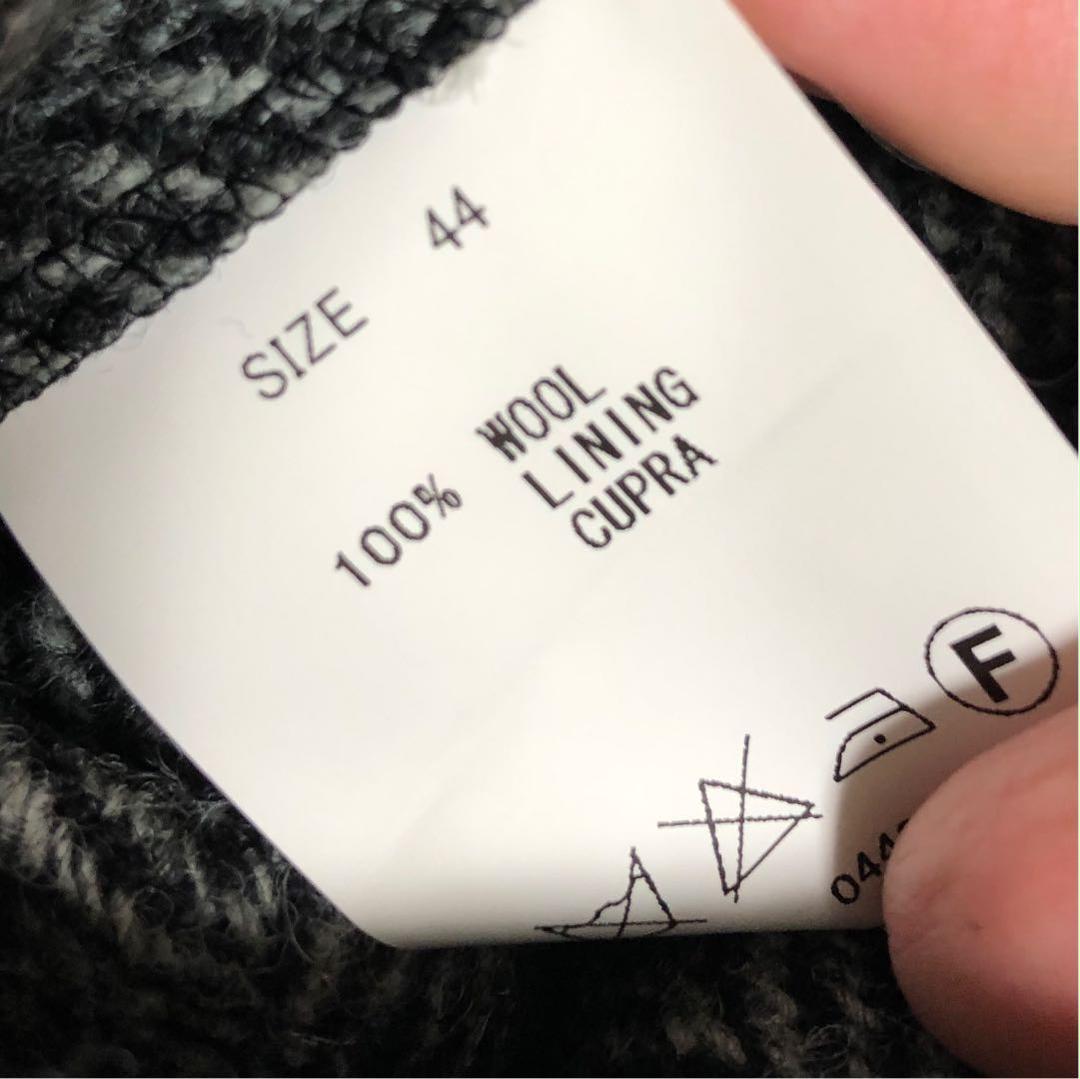 SIZE 44
100% WOOL
LINING
CUPRA
F